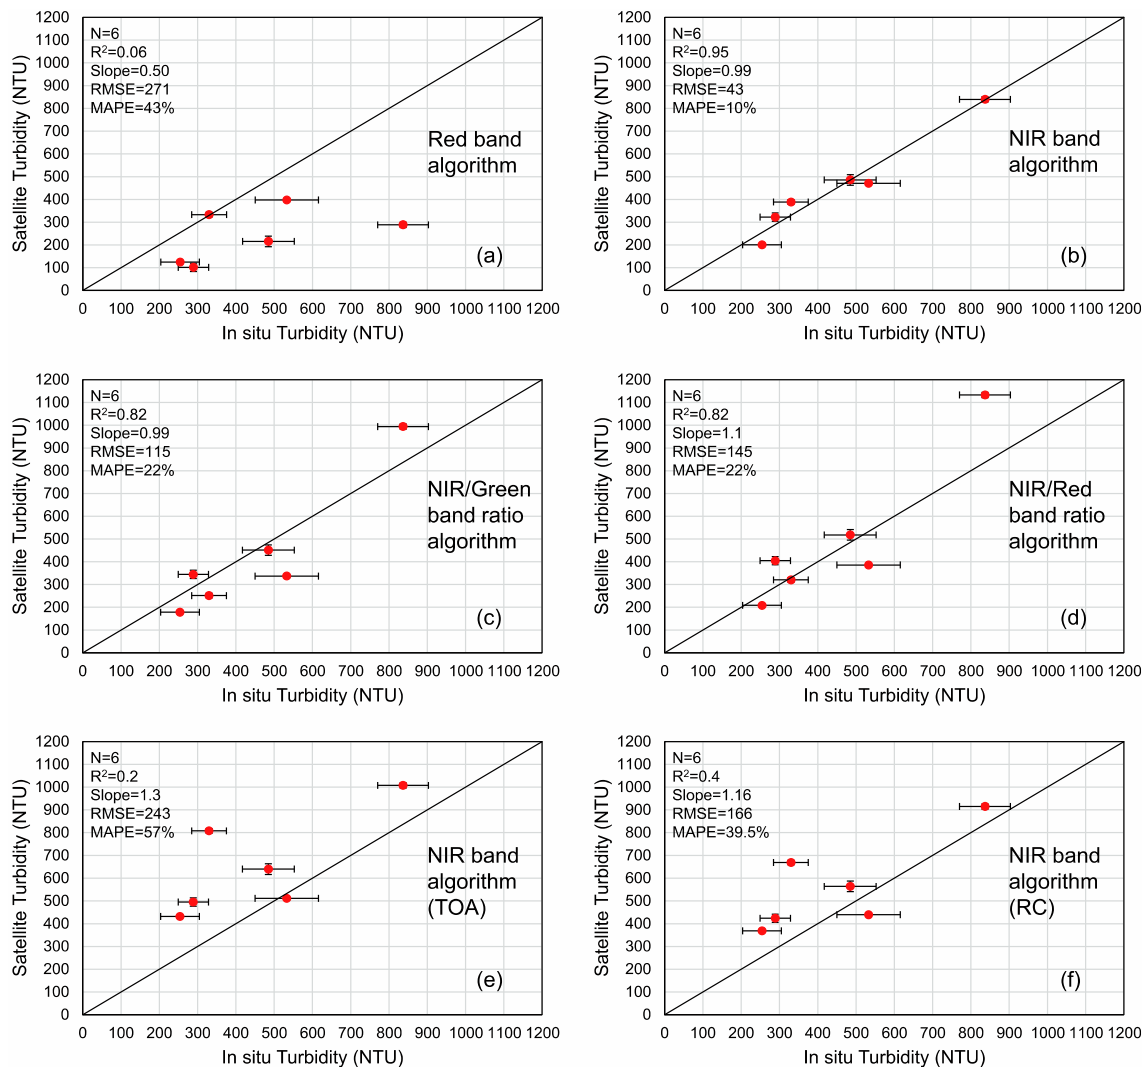 1200
1100
1000
900
800
700
600
500
400
300
200
100
0
Satellite Turbidity (NTU)
N=6
R²=0.06
Slope=0.50
RMSE=271
MAPE=43%
Red band
algorithm
(a)
0 100 200 300 400 500 600 700 800 900 1000 1100 1200
In situ Turbidity (NTU)
1200
1100
1000
900
800
700
600
500
400
300
200
100
0
Satellite Turbidity (NTU)
N=6
R²=0.95
Slope=0.99
RMSE=43
MAPE=10%
NIR band
algorithm
(b)
0 100 200 300 400 500 600 700 800 900 1000 1100 1200
In situ Turbidity (NTU)
1200
1100
1000
900
800
700
600
500
400
300
200
100
0
Satellite Turbidity (NTU)
N=6
R²=0.82
Slope=0.99
RMSE=115
MAPE=22%
NIR/Green
band ratio
algorithm
(c)
0 100 200 300 400 500 600 700 800 900 1000 1100 1200
In situ Turbidity (NTU)
1200
1100
1000
900
800
700
600
500
400
300
200
100
0
Satellite Turbidity (NTU)
N=6
R²=0.82
Slope=1.1
RMSE=145
MAPE=22%
NIR/Red
band ratio
algorithm
(d)
0 100 200 300 400 500 600 700 800 900 1000 1100 1200
In situ Turbidity (NTU)
1200
1100
1000
900
800
700
600
500
400
300
200
100
0
Satellite Turbidity (NTU)
N=6
R²=0.2
Slope=1.3
RMSE=243
MAPE=57%
NIR band
algorithm
(TOA)
(e)
0 100 200 300 400 500 600 700 800 900 1000 1100 1200
In situ Turbidity (NTU)
1200
1100
1000
900
800
700
600
500
400
300
200
100
0
Satellite Turbidity (NTU)
N=6
R²=0.4
Slope=1.16
RMSE=166
MAPE=39.5%
NIR band
algorithm
(RC)
(f)
0 100 200 300 400 500 600 700 800 900 1000 1100 1200
In situ Turbidity (NTU)